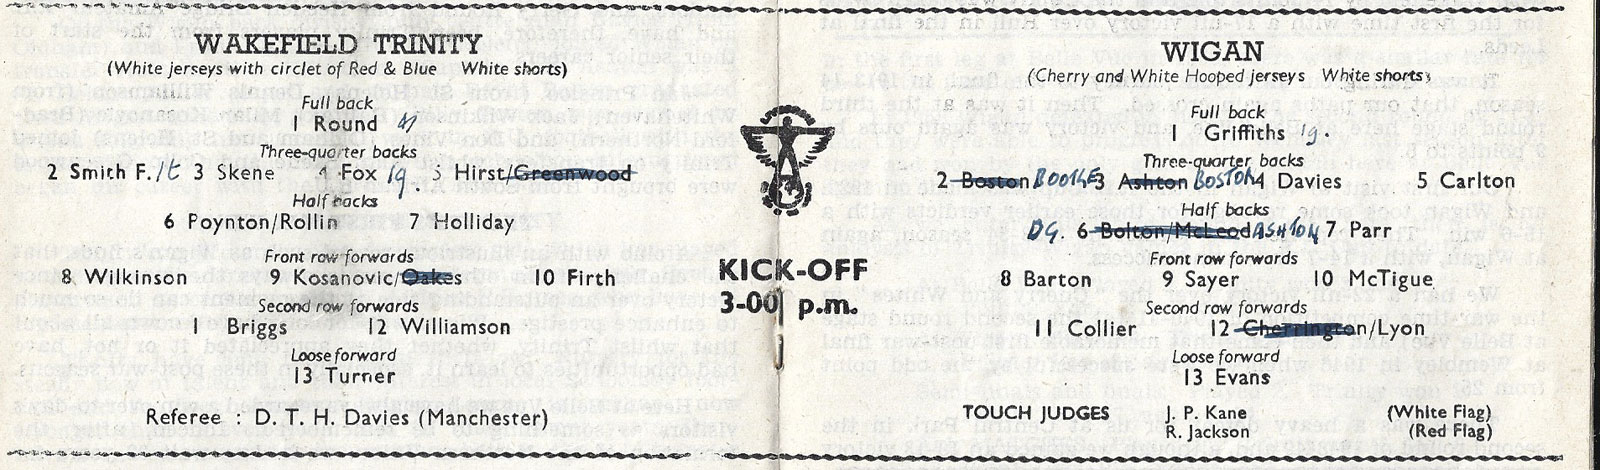 WAKEFIELD TRINITY
(White jerseys with circlet of Red & Blue White shorts)
Full back
1 Round
Three-quarter backs
2 Smith F. /t 3 Skene 4 Fox 1g. 5 Hirst/Greenwood
Half backs
6 Poynton/Rollin 7 Holliday
Front row forwards
8 Wilkinson 9 Kosanovic/Oakes 10 Firth
Second row forwards
1 Briggs 12 Williamson
Loose forward
13 Turner
Referee . D. T. H. Davies (Manchester)
KICK-OFF
3-00 p.m.
WIGAN
(Cherry and White Hooped jerseys White shorts)
Full back
1 Griffiths 1g.
Three-quarter backs
2 Boston BOOTLE 3 Ashton BOSTON 4 Davies 5 Carlton
Half backs
DG. 6 Bolton/McLeod ASHTON 7 Parr
Front row forwards
8 Barton 9 Sayer 10 McTigue
Second row forwards
11 Collier 12 Cherrington/Lyon
Loose forward
13 Evans
TOUCH JUDGES J. P. Kane (White Flag)
R. Jackson (Red Flag)